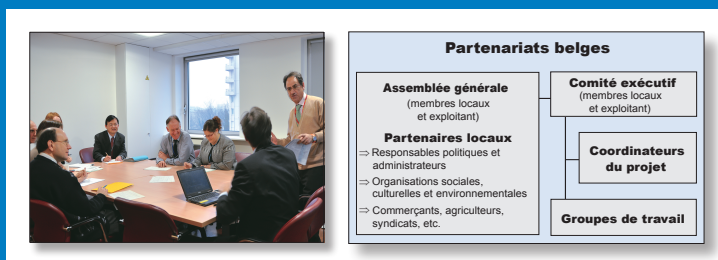 Partenariats belges
Assemblée générale
(membres locaux
et exploitant)
Partenaires locaux
⇒ Responsables politiques et
administrateurs
⇒ Organisations sociales,
culturelles et environnementales
⇒ Commerçants, agriculteurs,
syndicats, etc.
Comité exécutif
(membres locaux
et exploitant)
Coordinateurs
du projet
Groupes de travail